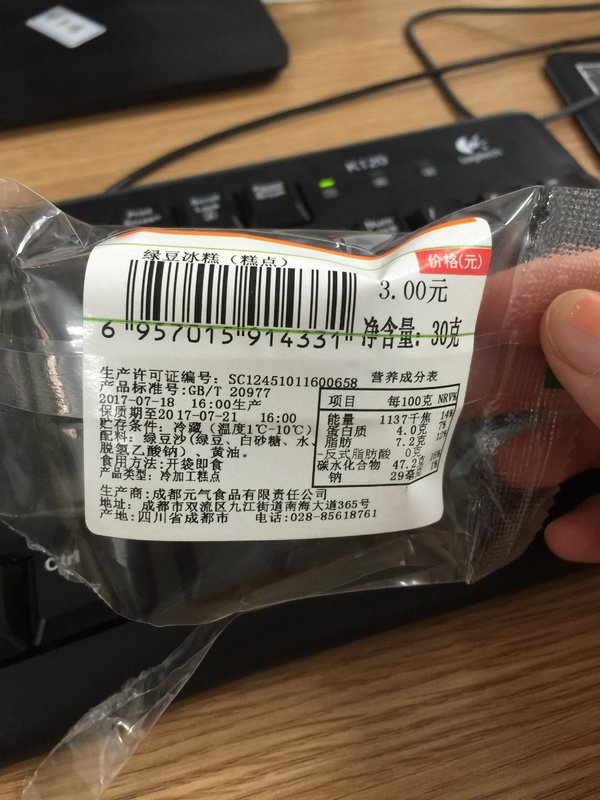 K120
绿豆冰糕（糕点）
价格(元)
3.00元
6 957015 914331
净含量: 30克
生产许可证编号: SC12451011600658
产品标准号:GB/T 20977
2017-07-18 16:00生产
保质期至2017-07-21 16:00
贮存条件: 冷藏（温度1℃-10℃）
配料: 绿豆沙(绿豆、白砂糖、水、
脱氢乙酸钠）、黄油。
食用方法:开袋即食
产品类型: 冷加工糕点
营养成分表
项目 每100克 NRV%
能量 1137千焦 14%
蛋白质 4.0克 7%
脂肪 7.2克 12%
-反式脂肪酸 0克
碳水化合物 47.2克 16%
钠 29毫克 1%
生产商:成都元气食品有限责任公司
地址: 成都市双流区九江街道南海大道365号
产地:四川省成都市 电话:028-85618761
Ctrl